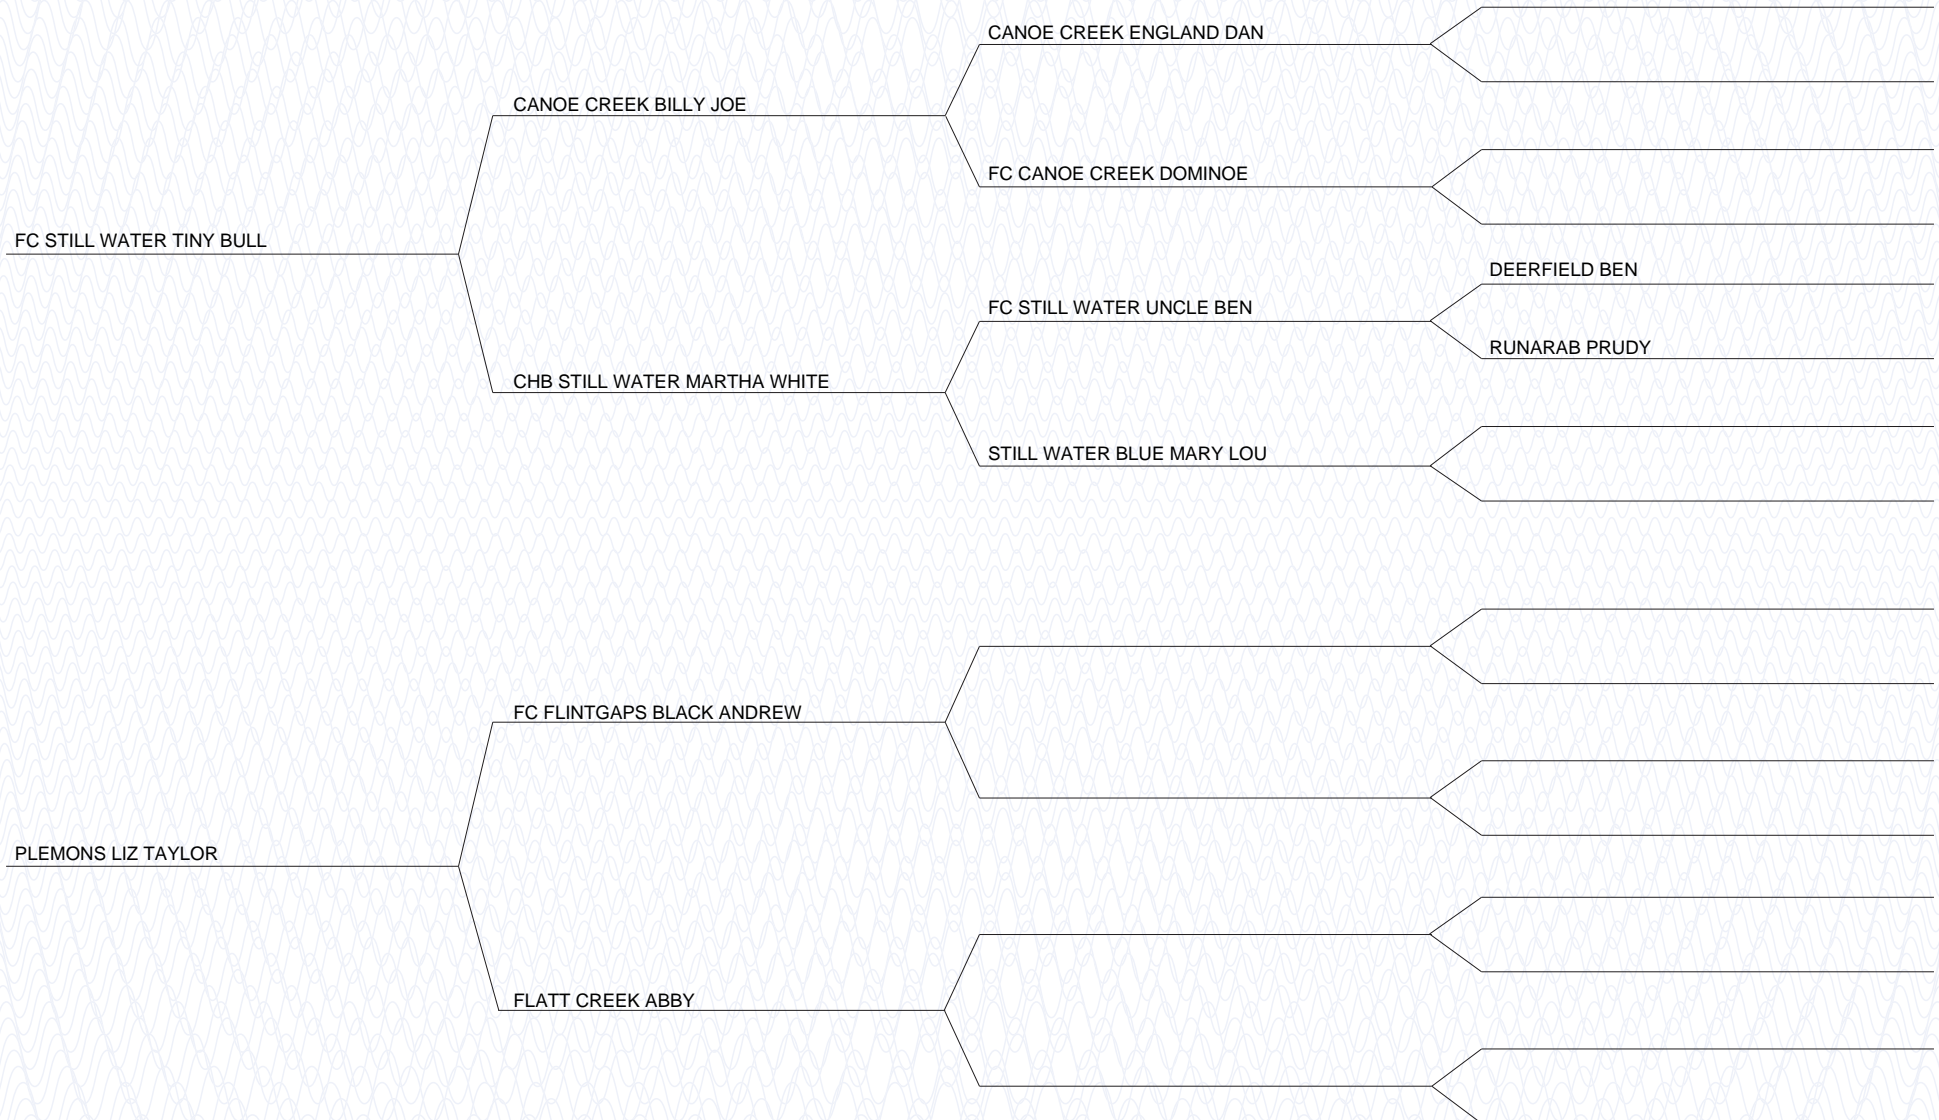 CANOE CREEK ENGLAND DAN
CANOE CREEK BILLY JOE
FC CANOE CREEK DOMINOE
FC STILL WATER TINY BULL
DEERFIELD BEN
FC STILL WATER UNCLE BEN
RUNARAB PRUDY
CHB STILL WATER MARTHA WHITE
STILL WATER BLUE MARY LOU
FC FLINTGAPS BLACK ANDREW
PLEMONS LIZ TAYLOR
FLATT CREEK ABBY